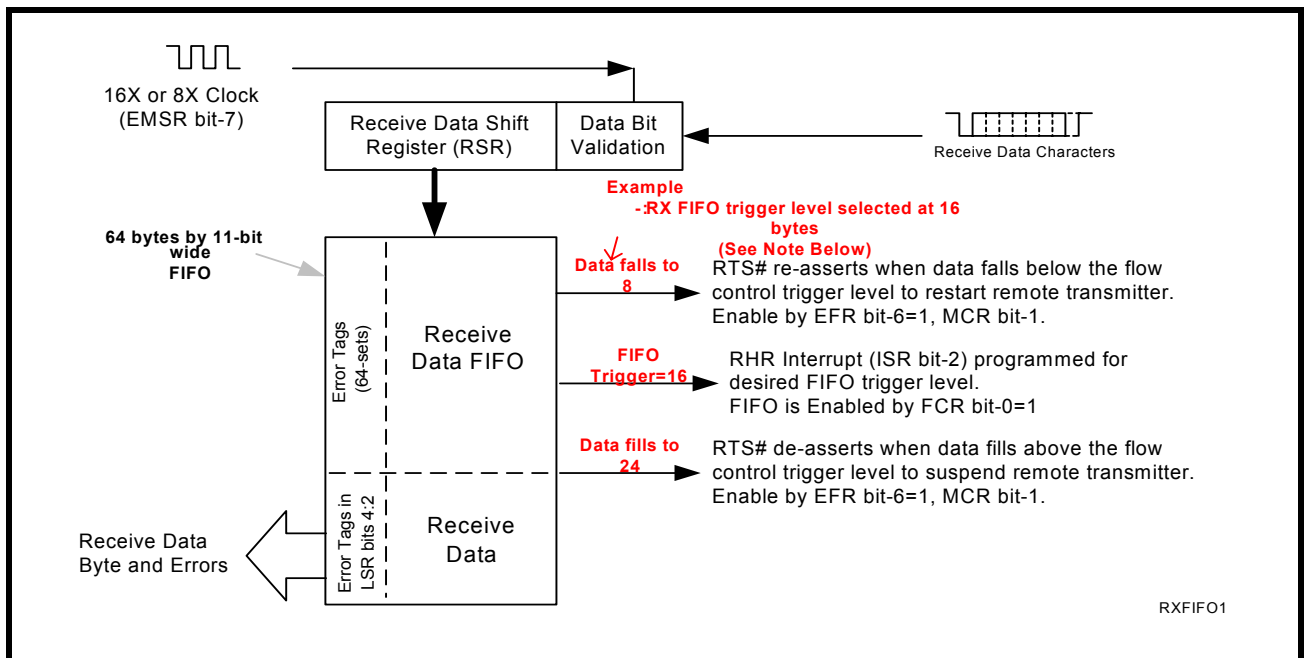 16X or 8X Clock
(EMSR bit-7)
Receive Data Shift
Register (RSR)
Data Bit
Validation
Receive Data Characters
Example
-:RX FIFO trigger level selected at 16
bytes
(See Note Below)
64 bytes by 11-bit
wide
FIFO
Data falls to
8
RTS# re-asserts when data falls below the flow
control trigger level to restart remote transmitter.
Enable by EFR bit-6=1, MCR bit-1.
Error Tags
(64-sets)
Receive
Data FIFO
FIFO
Trigger=16
RHR Interrupt (ISR bit-2) programmed for
desired FIFO trigger level.
FIFO is Enabled by FCR bit-0=1
Data fills to
24
RTS# de-asserts when data fills above the flow
control trigger level to suspend remote transmitter.
Enable by EFR bit-6=1, MCR bit-1.
Error Tags in
LSR bits 4:2
Receive
Data
Receive Data
Byte and Errors
RXFIFO1